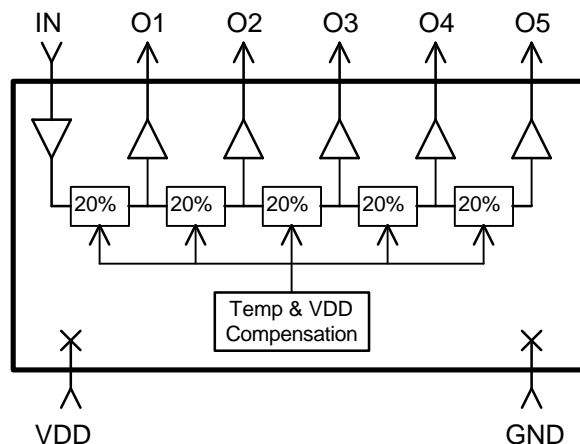 IN O1 O2 O3 O4 O5
20% 20% 20% 20% 20%
Temp & VDD
Compensation
VDD GND